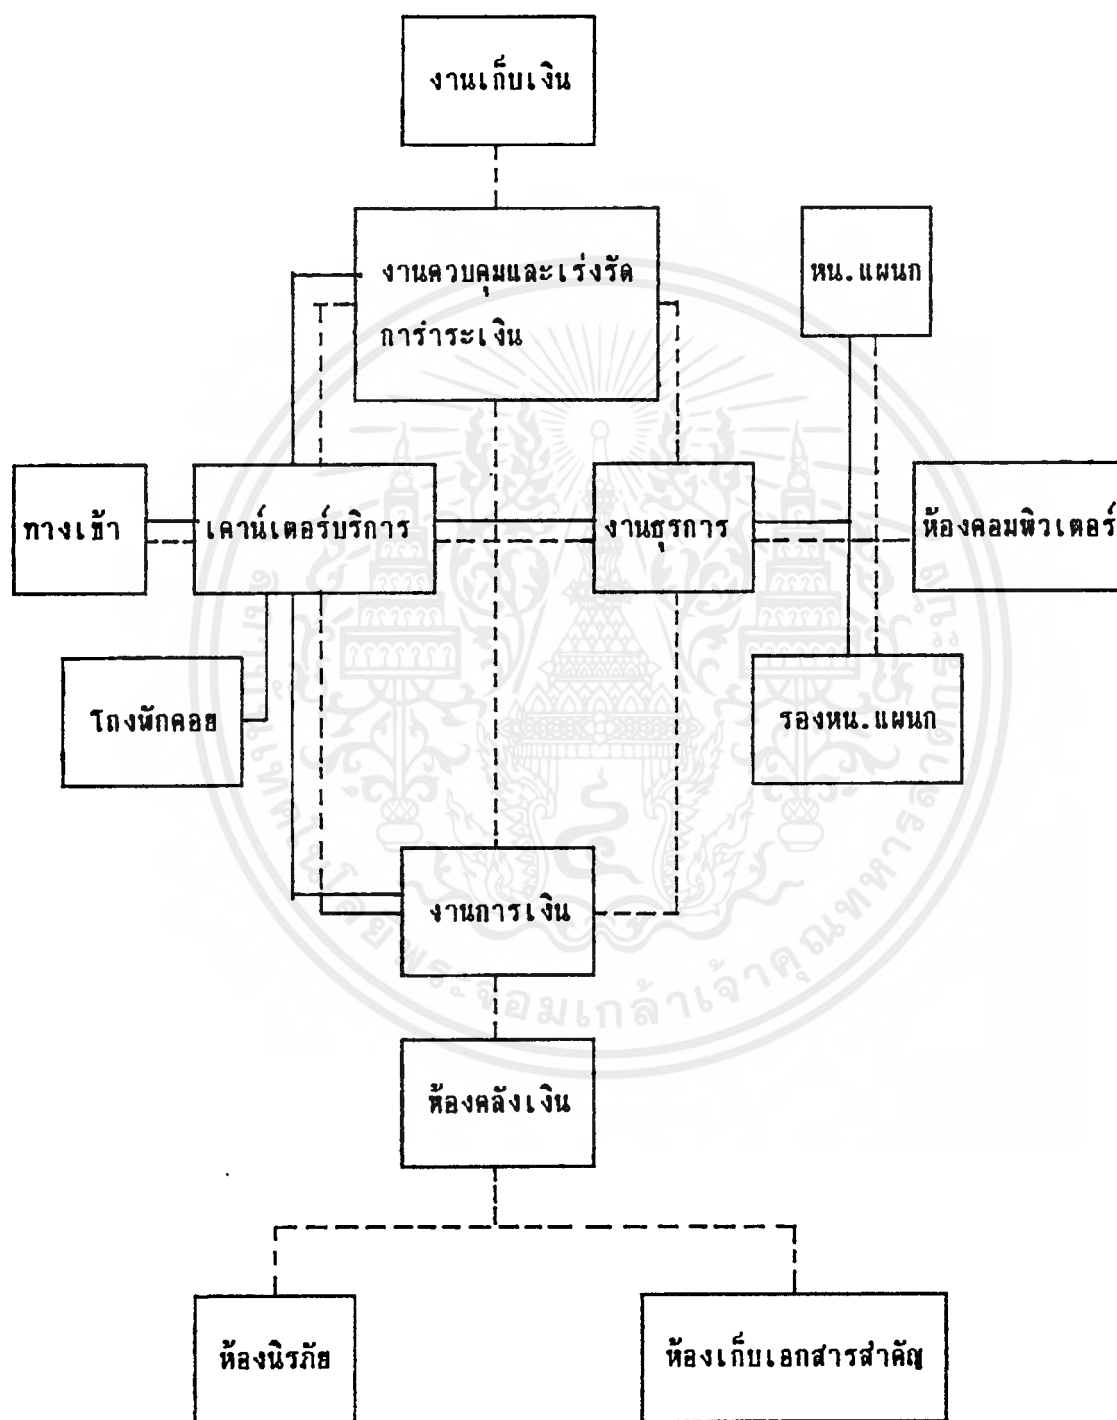 งานเก็บเงิน
งานควบคุมและเร่งรัด
การำระเงิน
หน.แผนก
ทางเข้า
เคาน์เตอร์บริการ
งานธุรการ
ห้องคอมพิวเตอร์
โถงพักคอย
รองหน.แผนก
งานการเงิน
ห้องคลังเงิน
ห้องนิรภัย
ห้องเก็บเอกสารสำคัญ